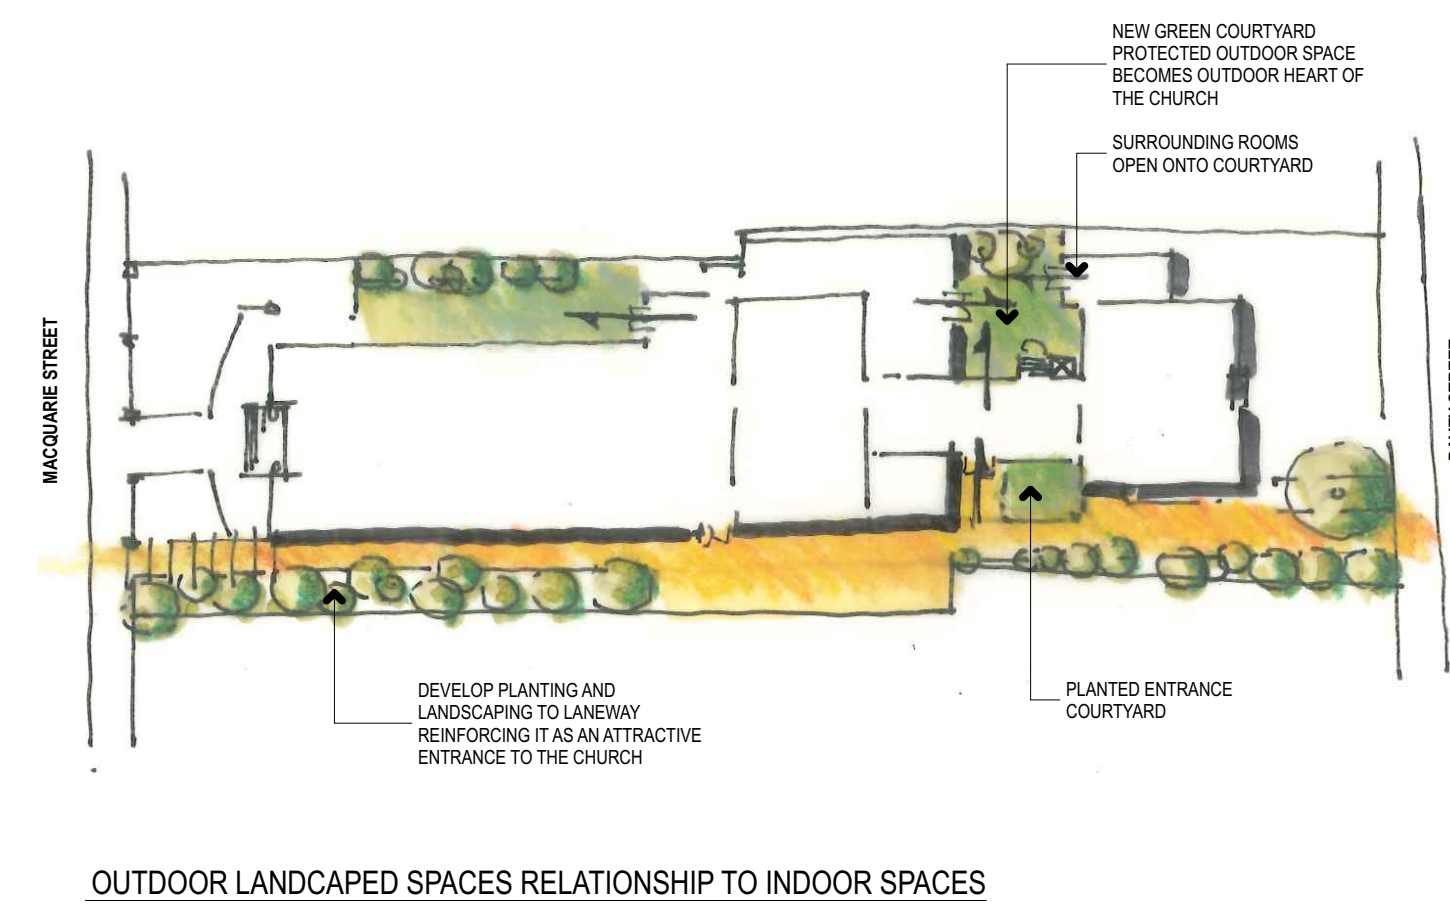 NEW GREEN COURTYARD
PROTECTED OUTDOOR SPACE
BECOMES OUTDOOR HEART OF
THE CHURCH
SURROUNDING ROOMS
OPEN ONTO COURTYARD
MACQUARIE STREET
DEVELOP PLANTING AND
LANDSCAPING TO LANEWAY
REINFORCING IT AS AN ATTRACTIVE
ENTRANCE TO THE CHURCH
PLANTED ENTRANCE
COURTYARD
OUTDOOR LANDCAPED SPACES RELATIONSHIP TO INDOOR SPACES